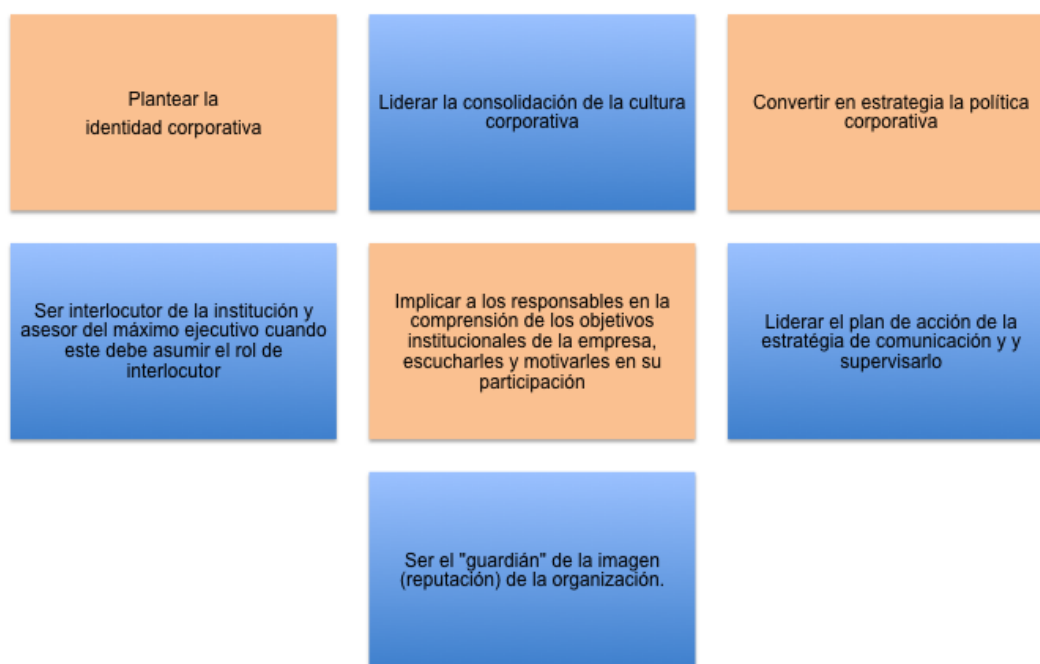 Plantear la
identidad corporativa
Liderar la consolidación de la cultura
corporativa
Convertir en estrategia la política
corporativa
Ser interlocutor de la institución y
asesor del máximo ejecutivo cuando
este debe asumir el rol de
interlocutor
Implicar a los responsables en la
comprensión de los objetivos
institucionales de la empresa,
escucharles y motivarles en su
participación
Liderar el plan de acción de la
estratégia de comunicación y y
supervisarlo
Ser el "guardián" de la imagen
(reputación) de la organización.